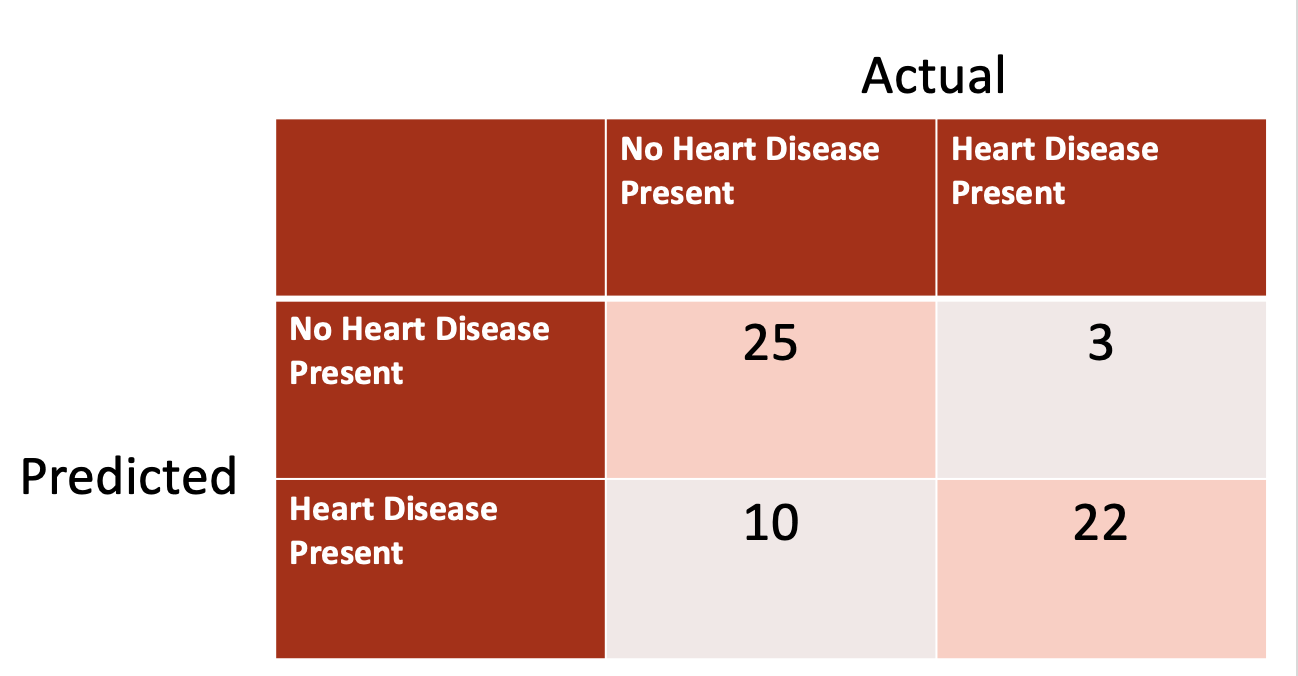 Actual
No Heart Disease
Present
Heart Disease
Present
No Heart Disease
Present
25
3
Predicted
Heart Disease
Present
10
22